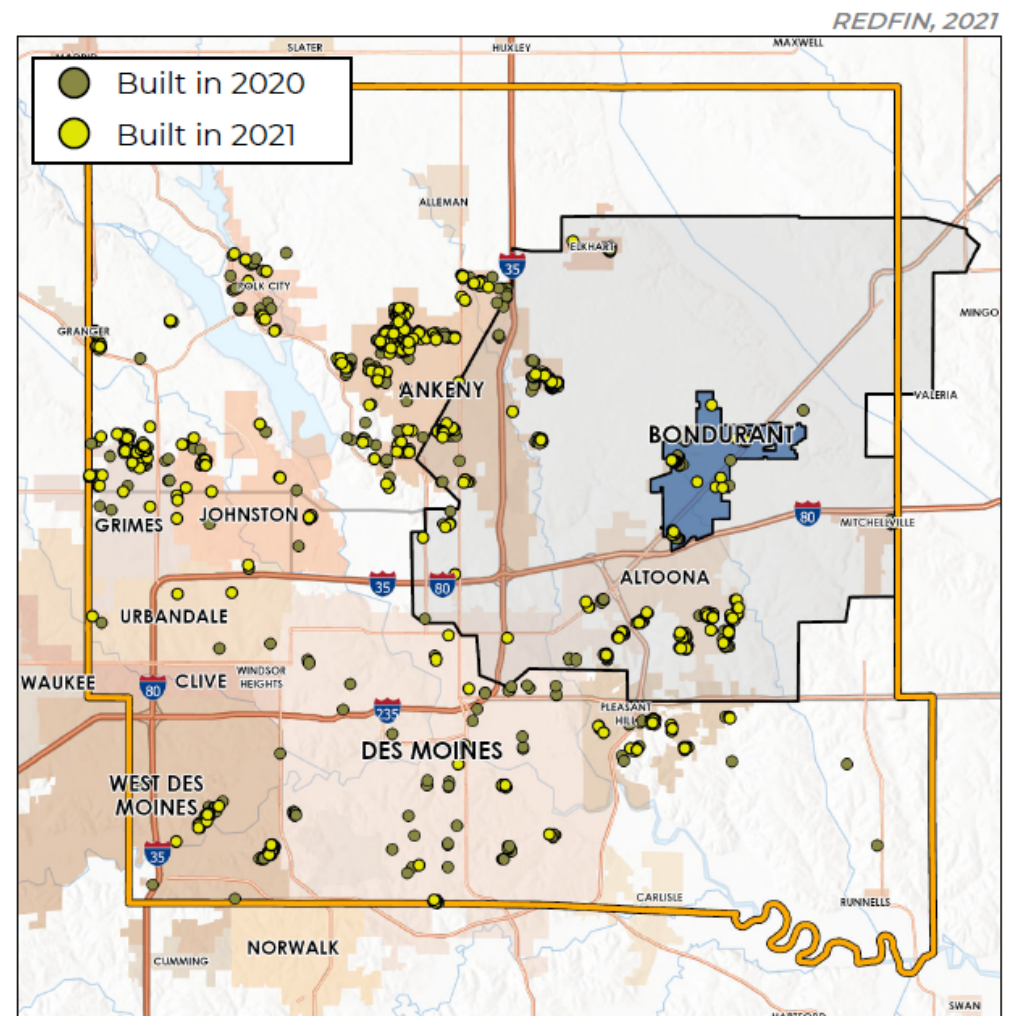 REDFIN, 2021
SLATER
HUXLEY
MAXWELL
Built in 2020
Built in 2021
ALLEMAN
ELKHART
35
POLK CITY
MINGO
GRANGER
ANKENY
VALERIA
BONDURANT
GRIMES
JOHNSTON
80
MITCHELLVILLE
35
80
ALTOONA
URBANDALE
WINDSOR
HEIGHTS
WAUKEE
80
CLIVE
235
PLEASANT
HILL
DES MOINES
WEST DES
MOINES
35
CARLISLE
RUNNELLS
NORWALK
CUMMING
SWAN